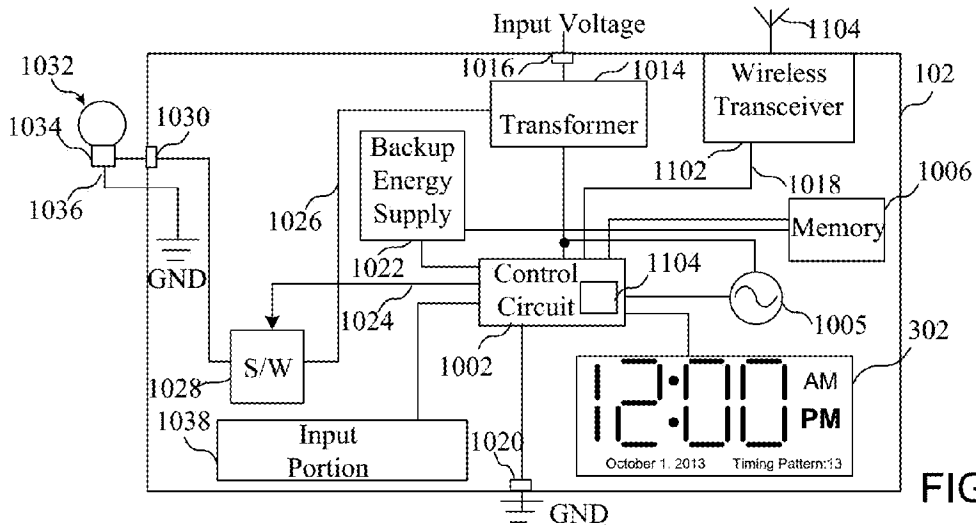 Input Voltage
1104
1016
1014
Wireless
Transceiver
102
1032
1034
1030
Transformer
Backup
Energy
Supply
1102
1018
1006
1036
1026
Memory
GND
1022
Control
Circuit
1104
1024
1005
302
1002
S/W
1028
12:00
AM
PM
1038
Input
Portion
1020
October 1, 2013
Timing Pattern:13
GND
FIG